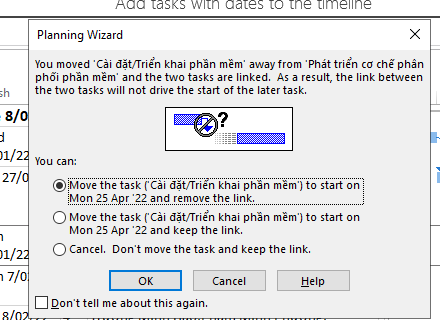 Add tasks with dates to the timeline
Planning Wizard
You moved 'Cài đặt/Triển khai phần mềm' away from 'Phát triển cơ chế phân
phối phần mềm' and the two tasks are linked. As a result, the link between
the two tasks will not drive the start of the later task.
?
You can:
Move the task ('Cài đặt/Triển khai phần mềm') to start on
Mon 25 Apr '22 and remove the link.
Move the task ('Cài đặt/Triển khai phần mềm') to start on
Mon 25 Apr '22 and keep the link.
Cancel. Don't move the task and keep the link.
OK
Cancel
Help
Don't tell me about this again.
sh
8/0
01/22
27/0
01/22
7/02